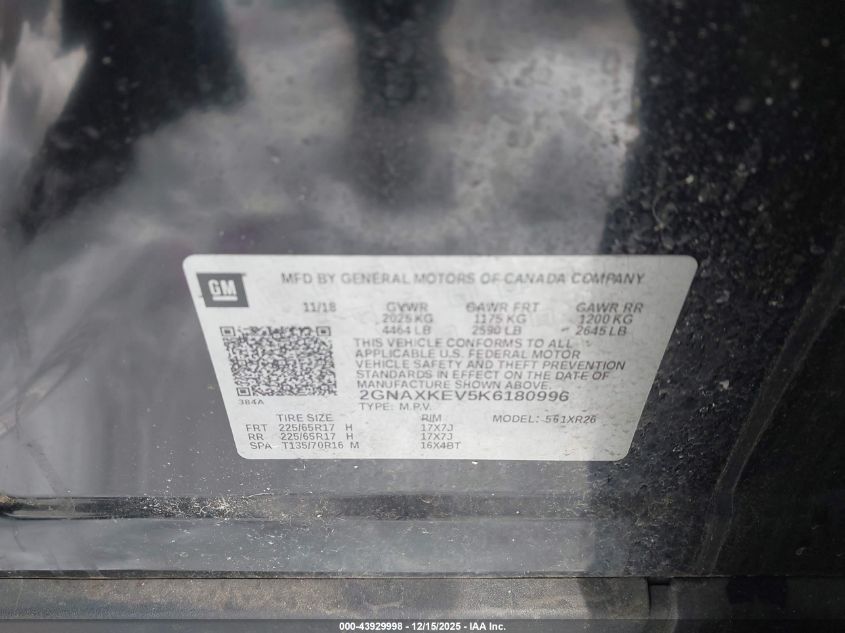 GM
MFD BY GENERAL MOTORS OF CANADA COMPANY
11/18 GVWR GAWR FRT GAWR RR
2025 KG 1175 KG 1200 KG
4464 LB 2590 LB 2645 LB
THIS VEHICLE CONFORMS TO ALL
APPLICABLE U.S. FEDERAL MOTOR
VEHICLE SAFETY AND THEFT PREVENTION
STANDARDS IN EFFECT ON THE DATE OF
MANUFACTURE SHOWN ABOVE.
384A
2GNAXKEV5K6180996
TYPE: M.P.V.
TIRE SIZE RIM MODEL: 551XR26
FRT 225/65R17 H 17X7J
RR 225/65R17 H 17X7J
SPA T135/70R16 M 16X4BT
000-43929998 - 12/15/2025 - IAA Inc.